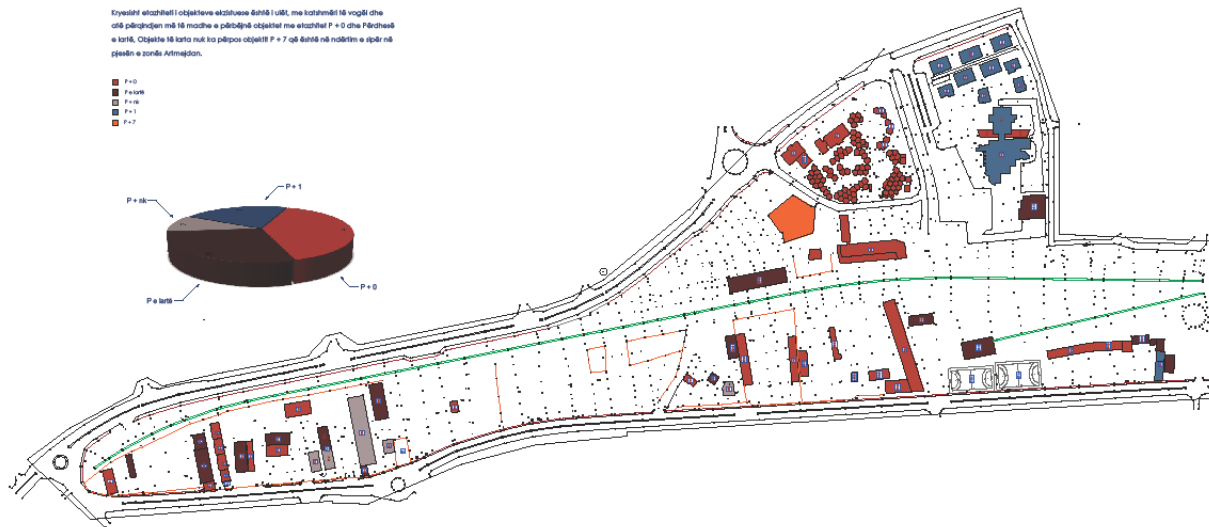 Kryesisht etazhiteti i objekteve ekzistuese është i ulët, me katshmëri të vogël dhe
atë përqindjen më të madhe e përbëjnë objektet me etazhitet P + 0 dhe Përdhesë
e lartë, Objekte të larta nuk ka përpos objektit P + 7 që është në ndërtim e sipër në
pjesën e zonës Artmejdan.
P + 0
P e lartë
P + nk
P + 1
P + 7
P + 1
P + nk
P e lartë
P + 0